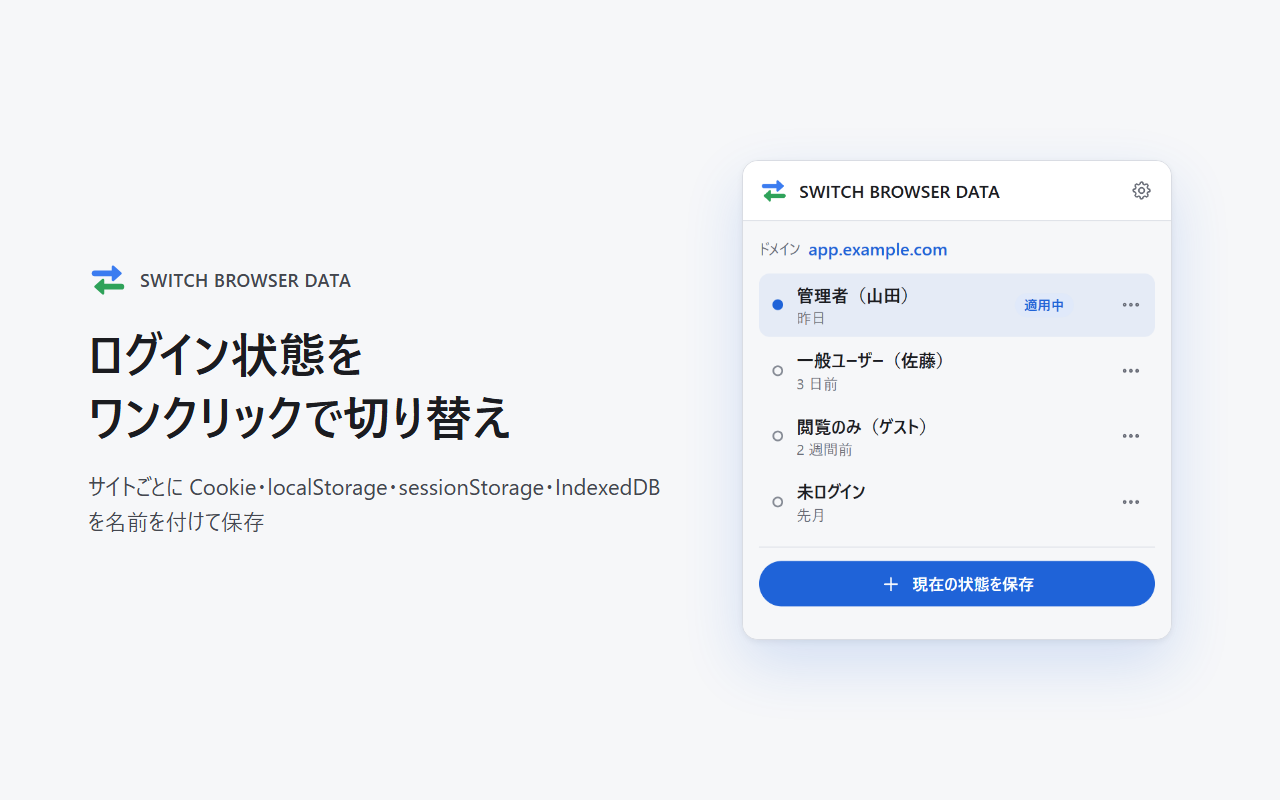 SWITCH BROWSER DATA
ログイン状態を
ワンクリックで切り替え
サイトごとに Cookie・localStorage・sessionStorage・IndexedDB
を名前を付けて保存
SWITCH BROWSER DATA
ドメイン app.example.com
管理者（山田）
昨日
適用中
一般ユーザー（佐藤）
3 日前
閲覧のみ（ゲスト）
2 週間前
未ログイン
先月
現在の状態を保存